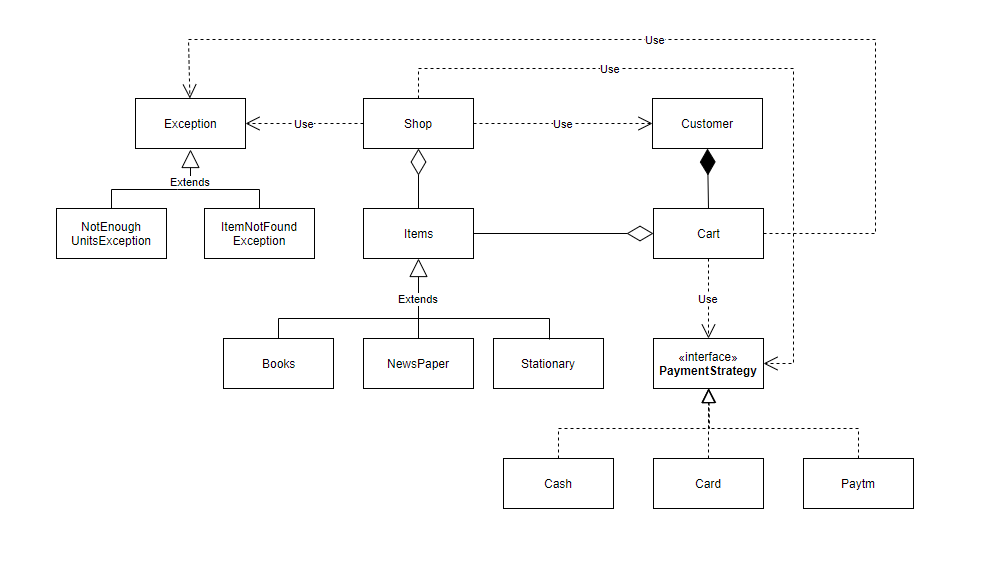 Use
Use
Exception
Use
Shop
Use
Customer
Extends
NotEnough
UnitsException
ItemNotFound
Exception
Items
Cart
Extends
Use
Books
NewsPaper
Stationary
«interface»
PaymentStrategy
Cash
Card
Paytm